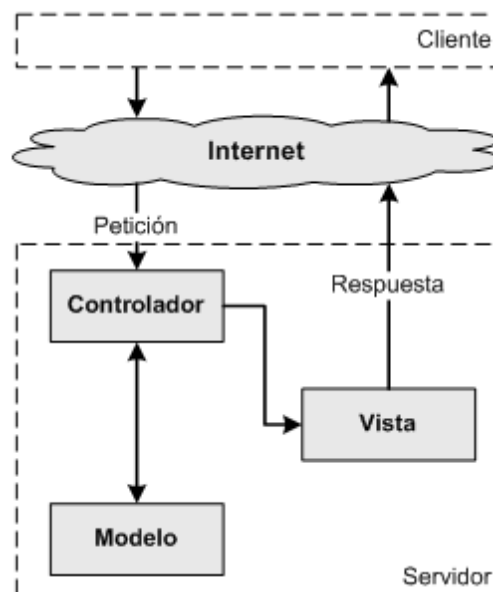 Cliente
Internet
Petición
Respuesta
Controlador
Vista
Modelo
Servidor